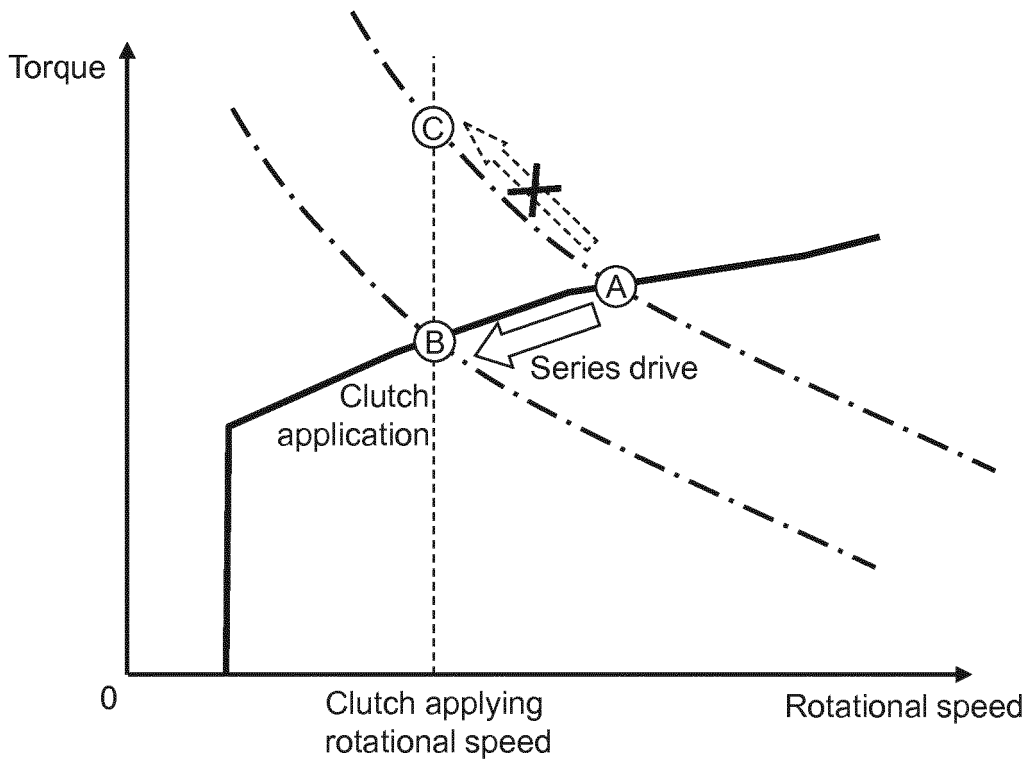 Torque
C
A
B
Series drive
Clutch
application
0
Clutch applying
rotational speed
Rotational speed